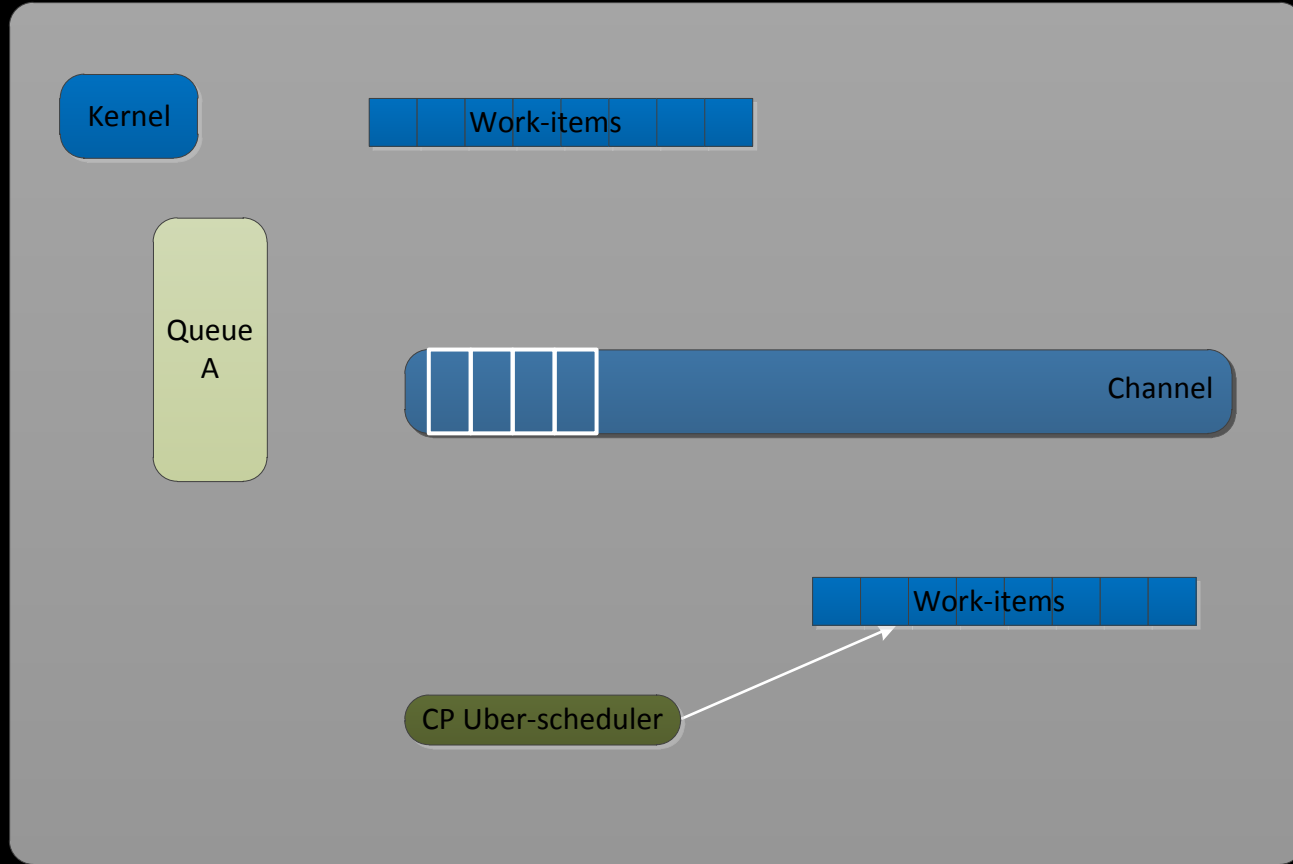 Kernel
Work-items
Queue
A
Channel
Work-items
CP Uber-scheduler